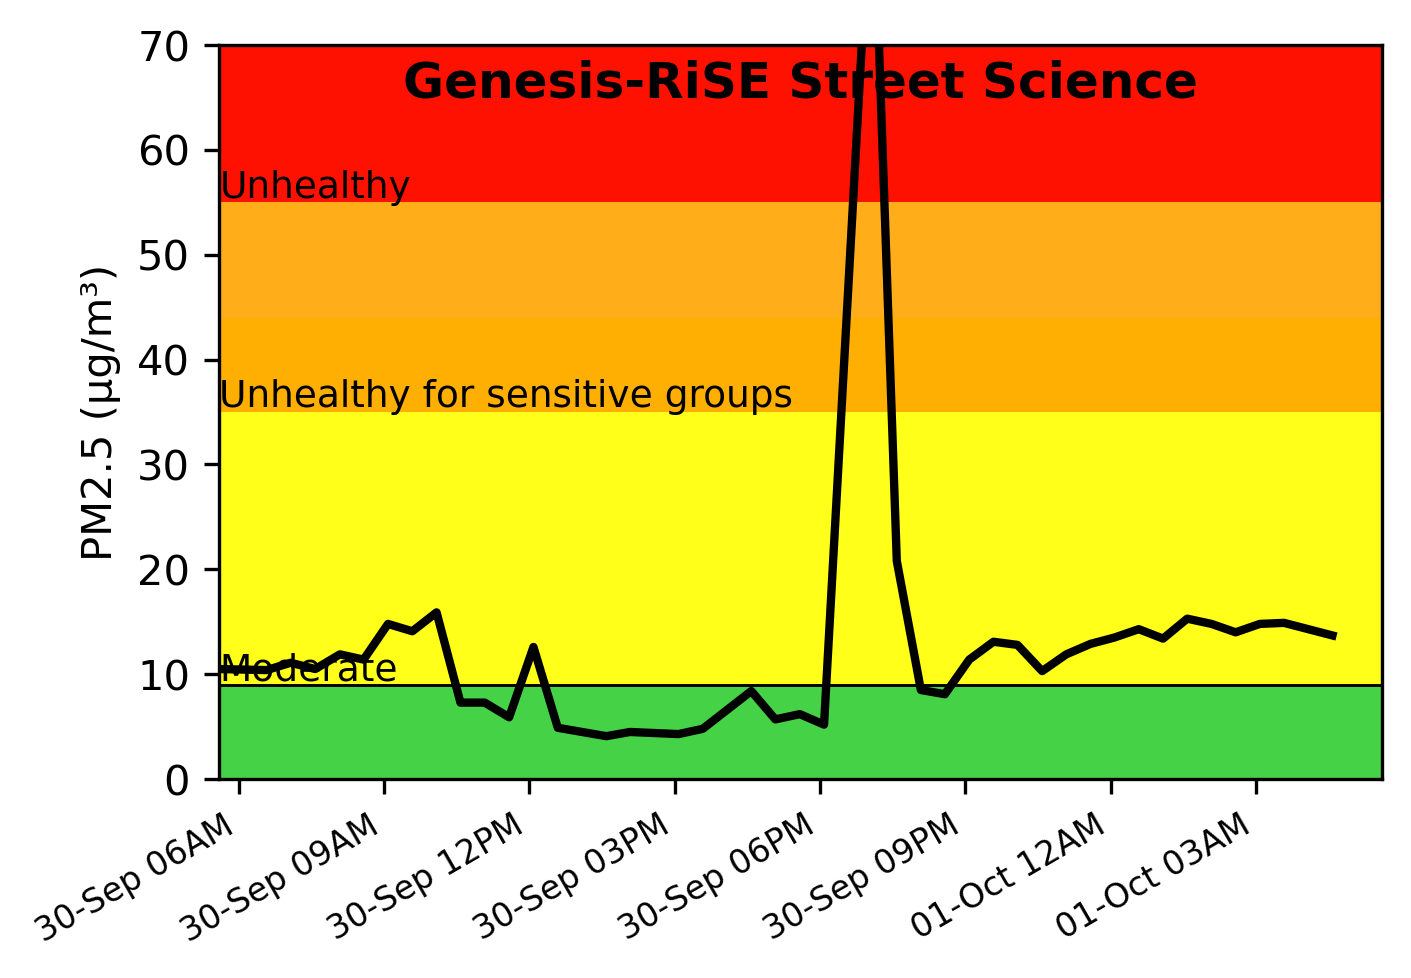 Genesis-RiSE Street Science
70
60
Unhealthy
50
40
Unhealthy for sensitive groups
30
20
Moderate
10
0
PM2.5 (µg/m³)
30-Sep 06AM
30-Sep 09AM
30-Sep 12PM
30-Sep 03PM
30-Sep 06PM
30-Sep 09PM
01-Oct 12AM
01-Oct 03AM